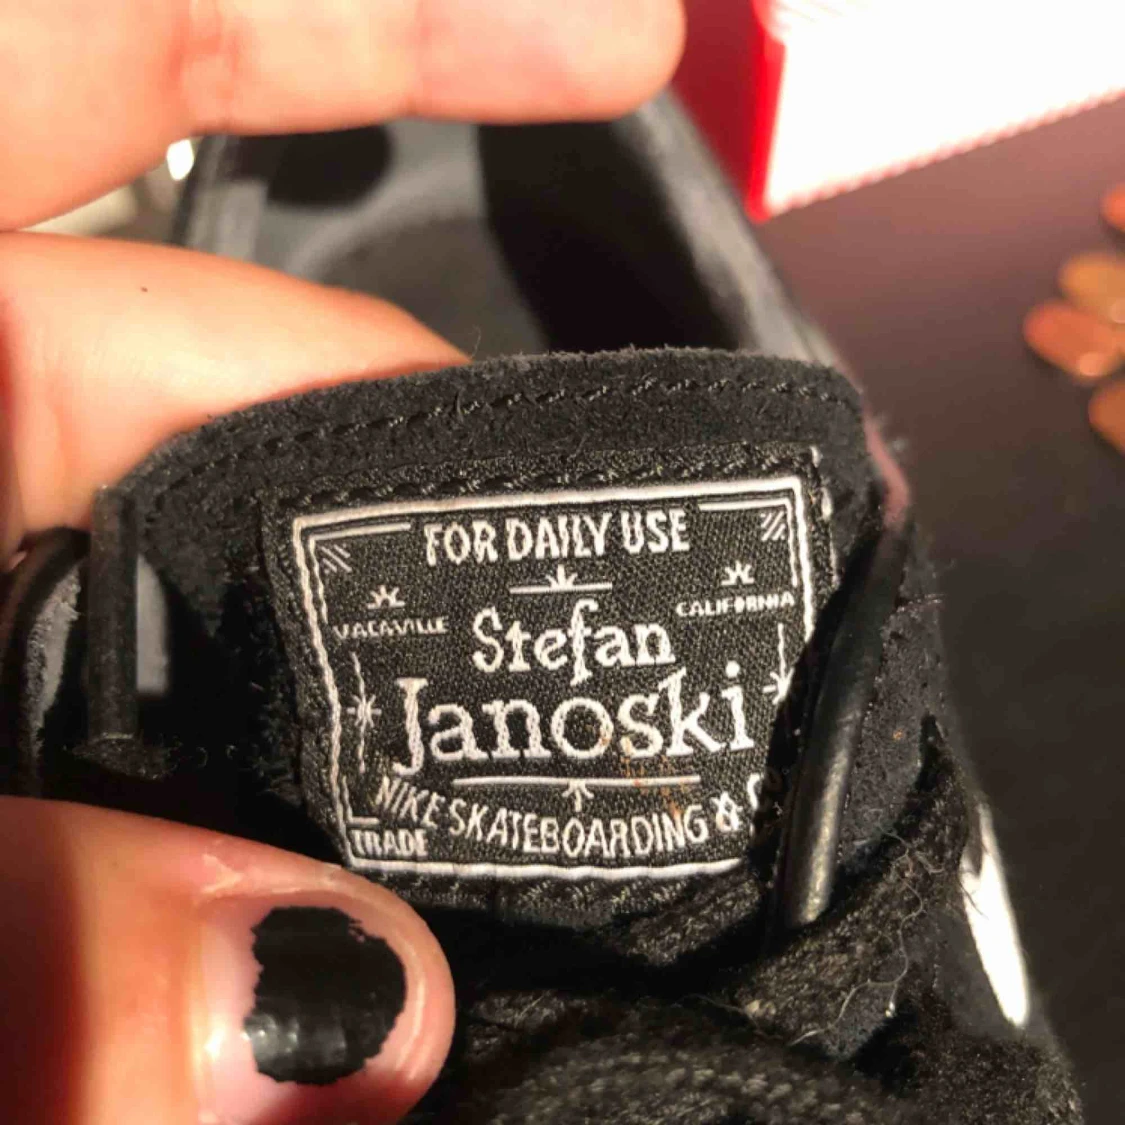 FOR DAILY USE
VACAVILLE
CALIFORNIA
Stefan
Janoski
NIKE SKATEBOARDING &
TRADE